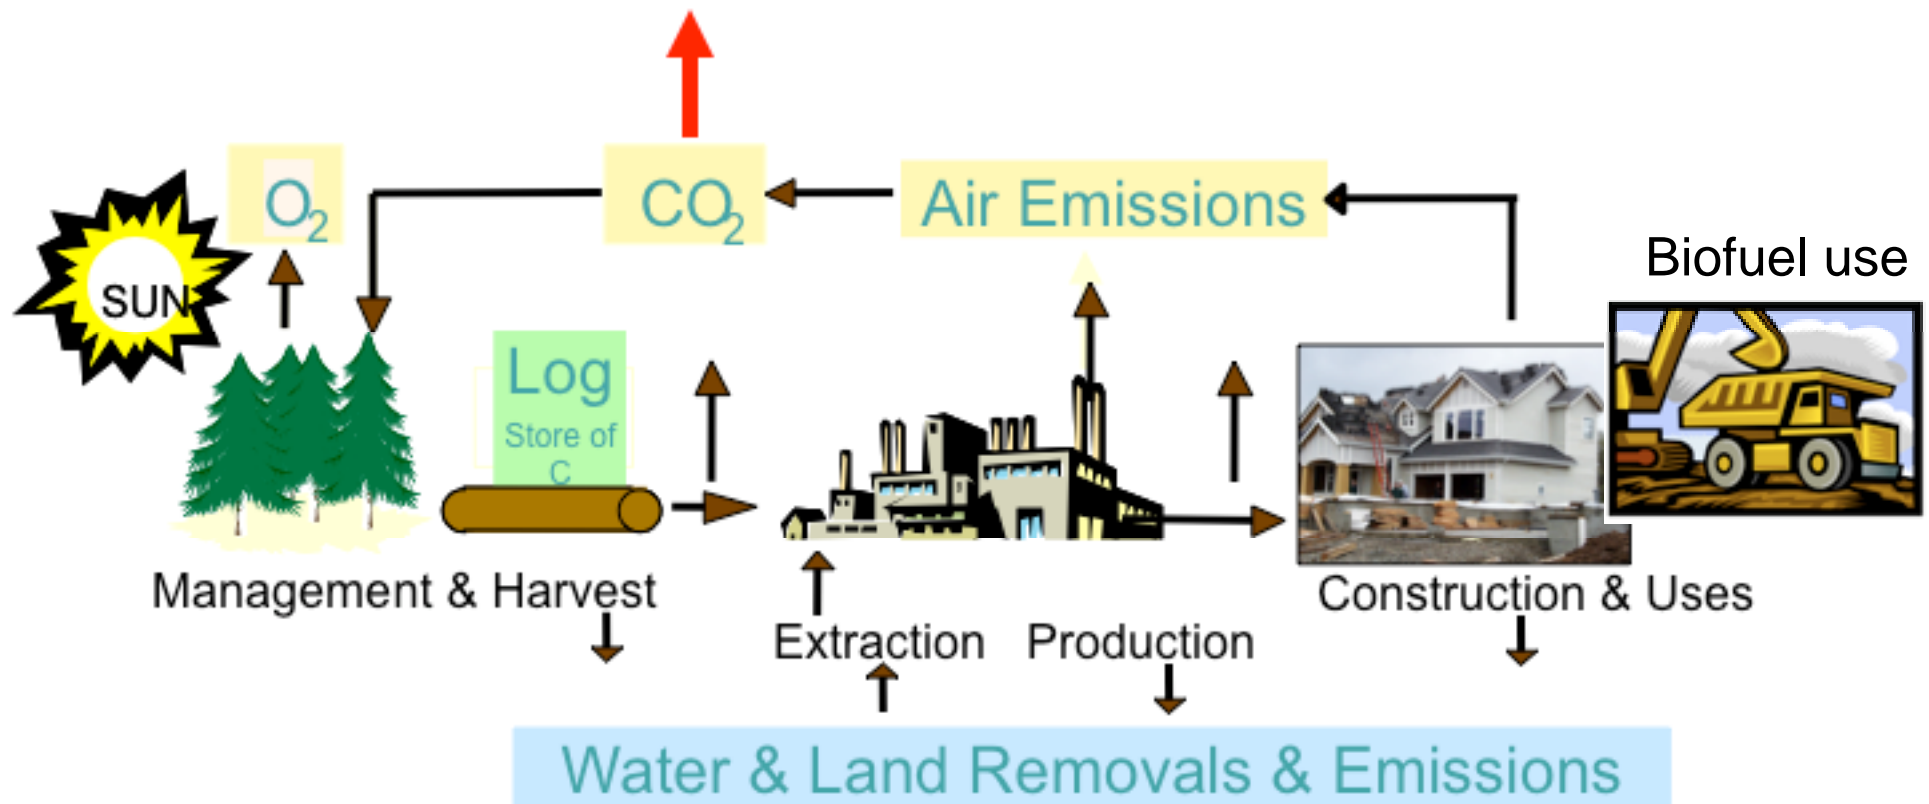 O2
CO2
Air Emissions
Biofuel use
SUN
Log
Store of
C
Management & Harvest
Construction & Uses
Extraction
Production
Water & Land Removals & Emissions